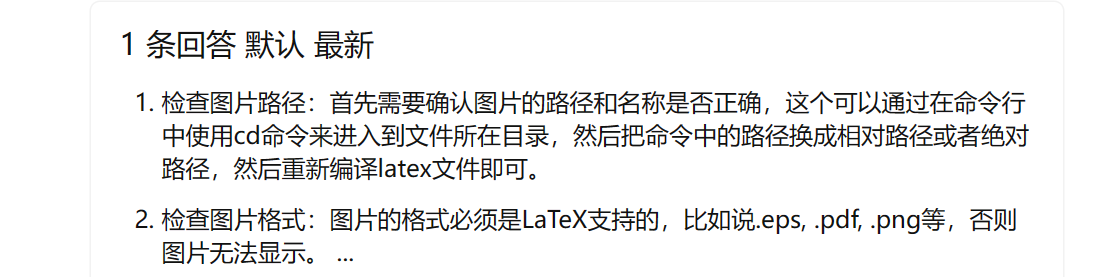 1 条回答 默认 最新
1. 检查图片路径：首先需要确认图片的路径和名称是否正确，这个可以通过在命令行
中使用cd命令来进入到文件所在目录，然后把命令中的路径换成相对路径或者绝对
路径，然后重新编译latex文件即可。
2. 检查图片格式：图片的格式必须是LaTeX支持的，比如说.eps, .pdf, .png等，否则
图片无法显示。 ...